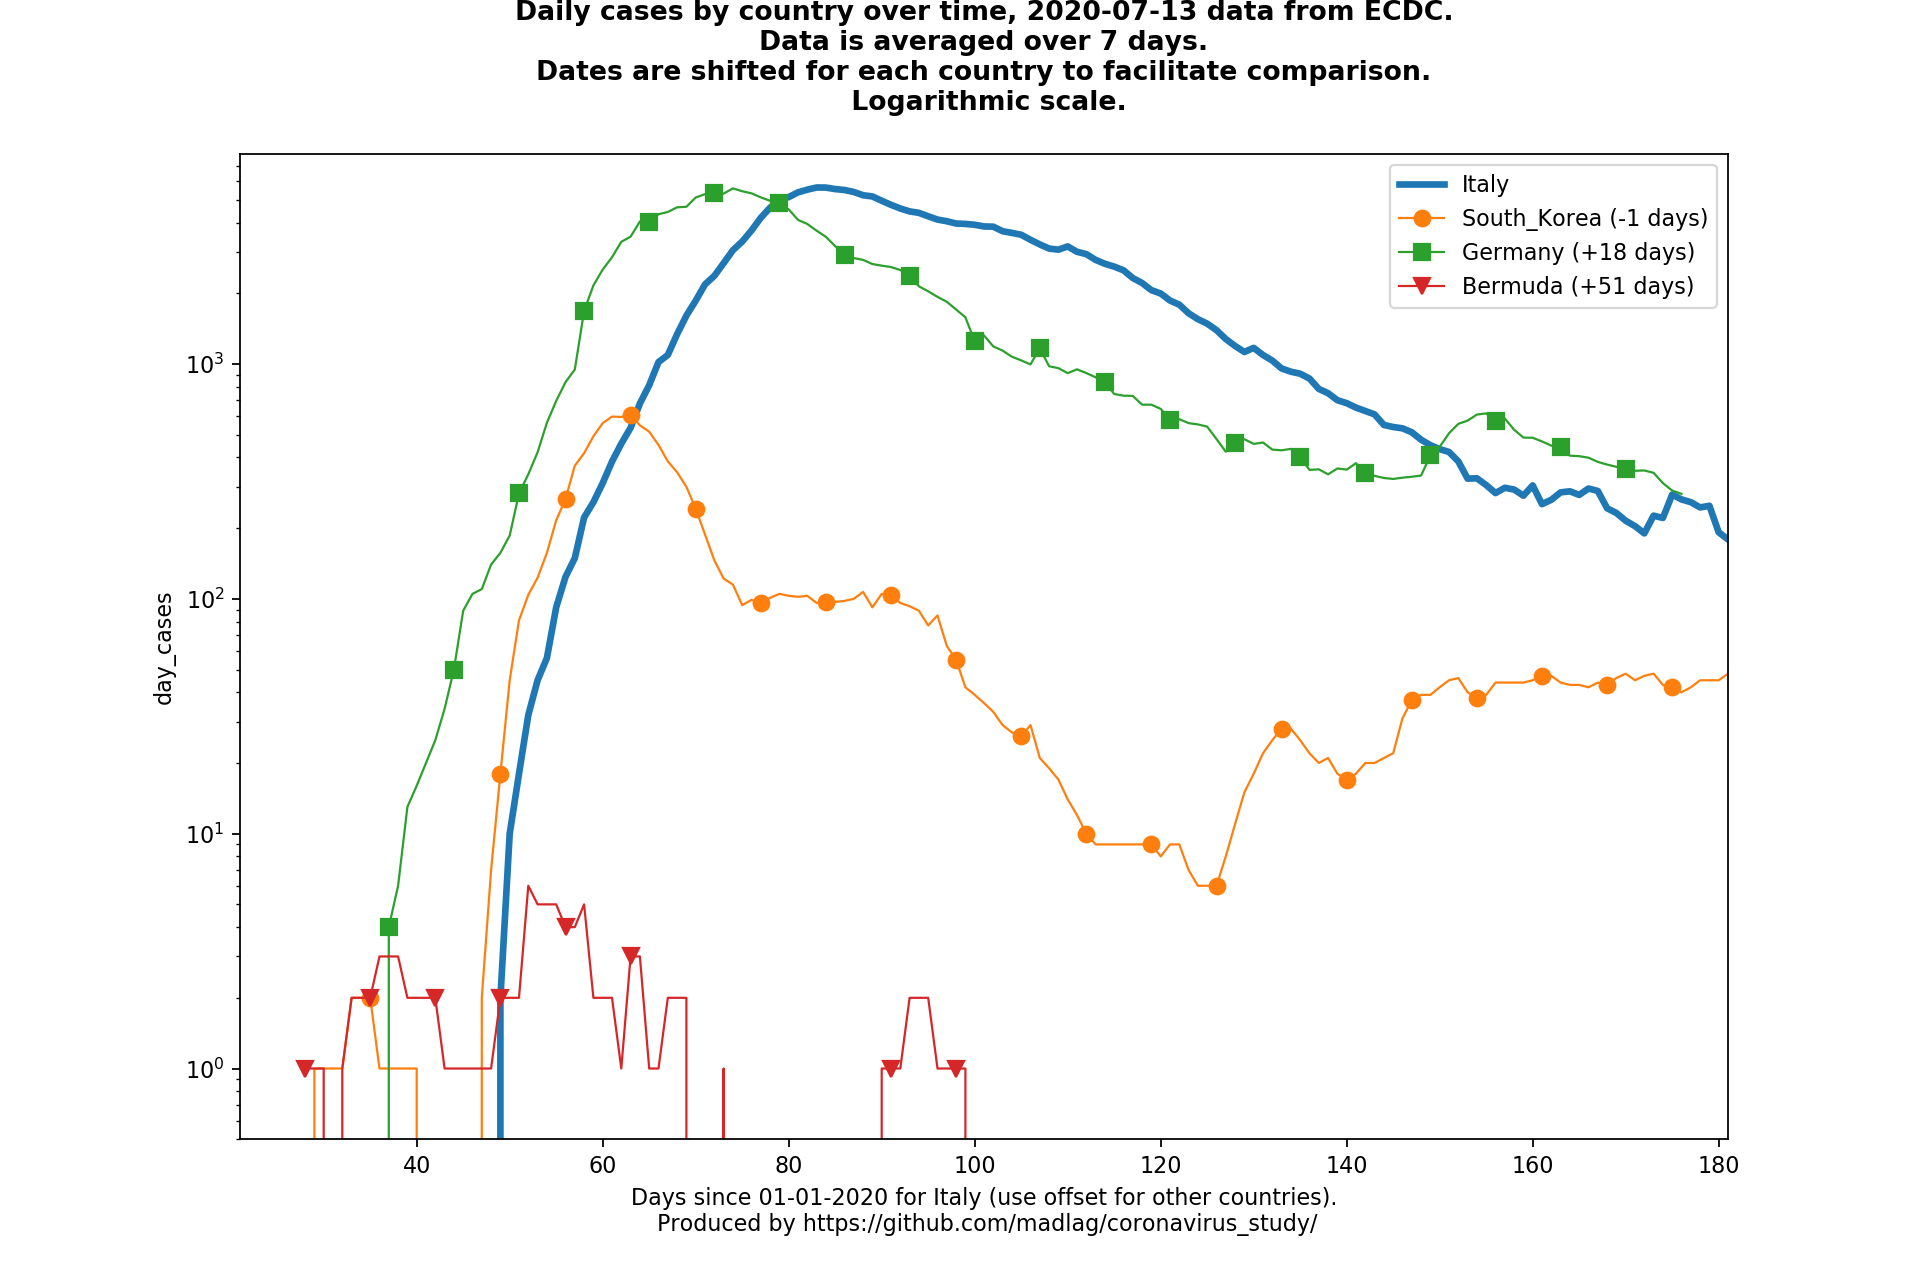 Daily cases by country over time, 2020-07-13 data from ECDC.
Data is averaged over 7 days.
Dates are shifted for each country to facilitate comparison.
Logarithmic scale.
Italy
South_Korea (-1 days)
Germany (+18 days)
Bermuda (+51 days)
10³
10²
10¹
10⁰
day_cases
40 60 80 100 120 140 160 180
Days since 01-01-2020 for Italy (use offset for other countries).
Produced by https://github.com/madlag/coronavirus_study/